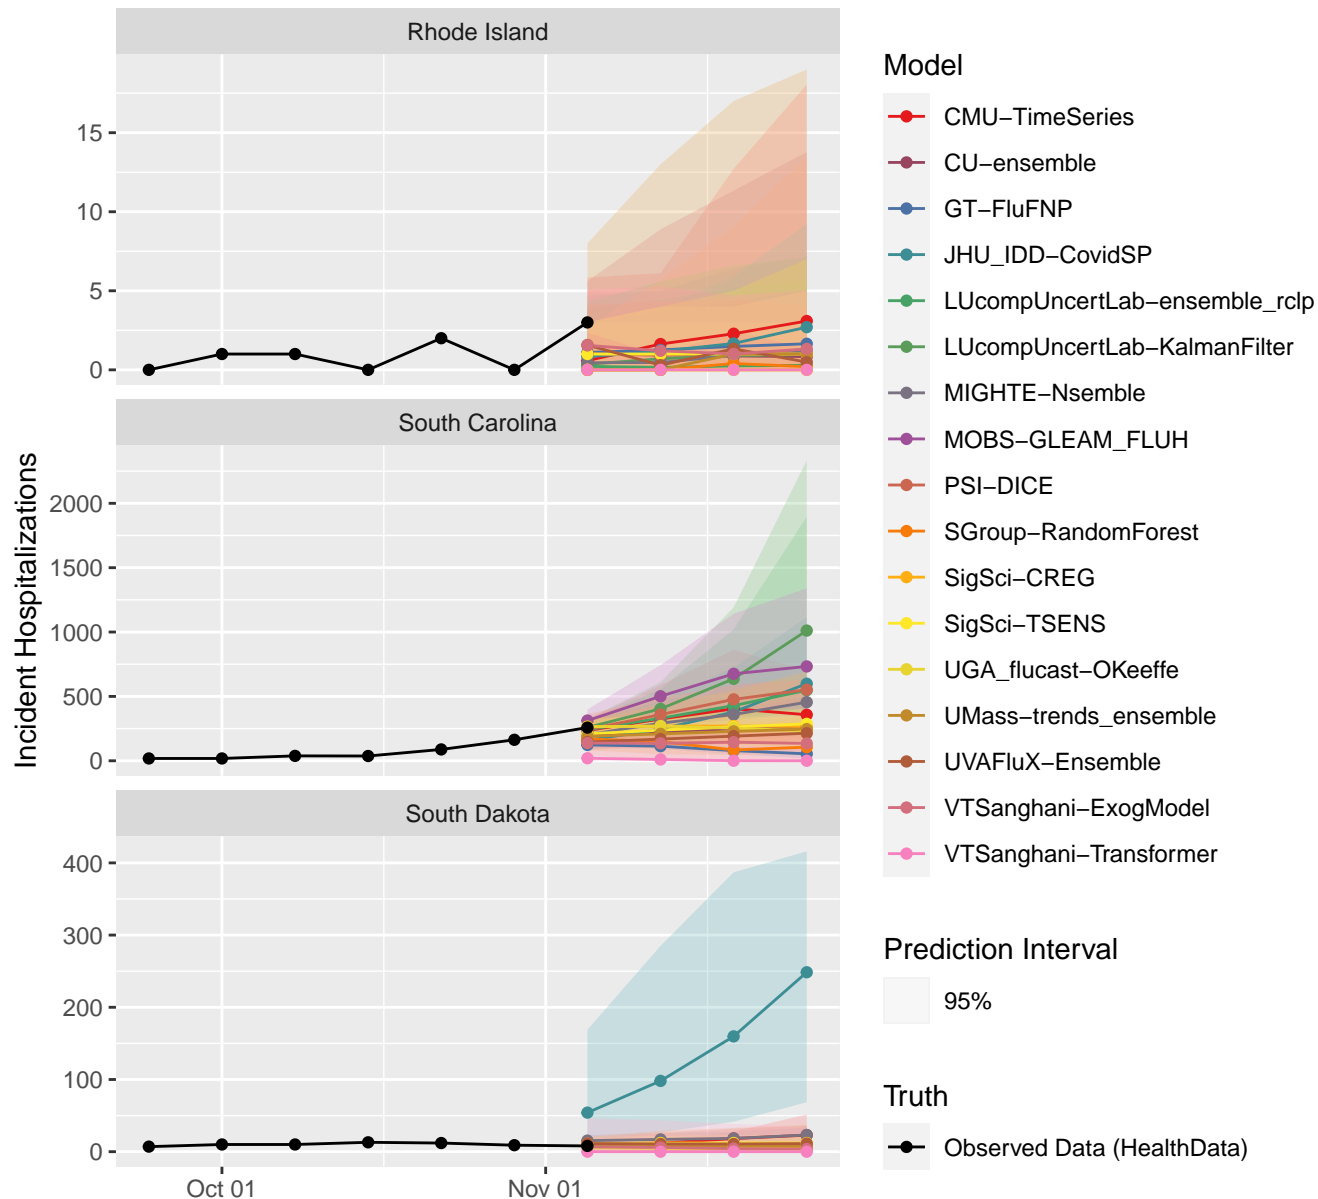 Rhode Island
15
10
5
0
South Carolina
Incident Hospitalizations
2000
1500
1000
500
0
South Dakota
400
300
200
100
0
Oct 01
Nov 01
Model
CMU−TimeSeries
CU−ensemble
GT−FluFNP
JHU_IDD−CovidSP
LUcompUncertLab−ensemble_rclp
LUcompUncertLab−KalmanFilter
MIGHTE−Nsemble
MOBS−GLEAM_FLUH
PSI−DICE
SGroup−RandomForest
SigSci−CREG
SigSci−TSENS
UGA_flucast−OKeeffe
UMass−trends_ensemble
UVAFluX−Ensemble
VTSanghani−ExogModel
VTSanghani−Transformer
Prediction Interval
95%
Truth
Observed Data (HealthData)